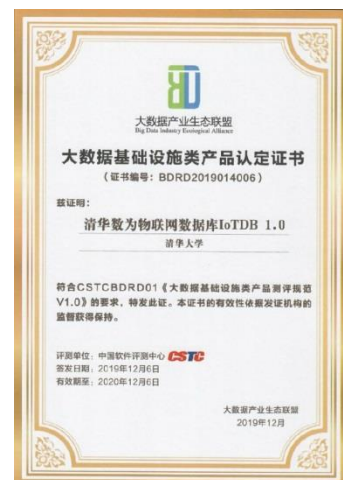 大数据产业生态联盟
Big Data Industry Ecological Alliance
大数据基础设施类产品认定证书
（证书编号：BDRD2019014006）
兹证明：
清华数为物联网数据库IoTDB 1.0
清华大学
符合CSTCBDRD01《大数据基础设施类产品测评规范
V1.0》的要求，特发此证。本证书的有效性依据发证机构的
监督获得保持。
评测单位：中国软件评测中心 CSTC
签发日期：2019年12月6日
有效期至：2020年12月6日
大数据产业生态联盟
2019年12月